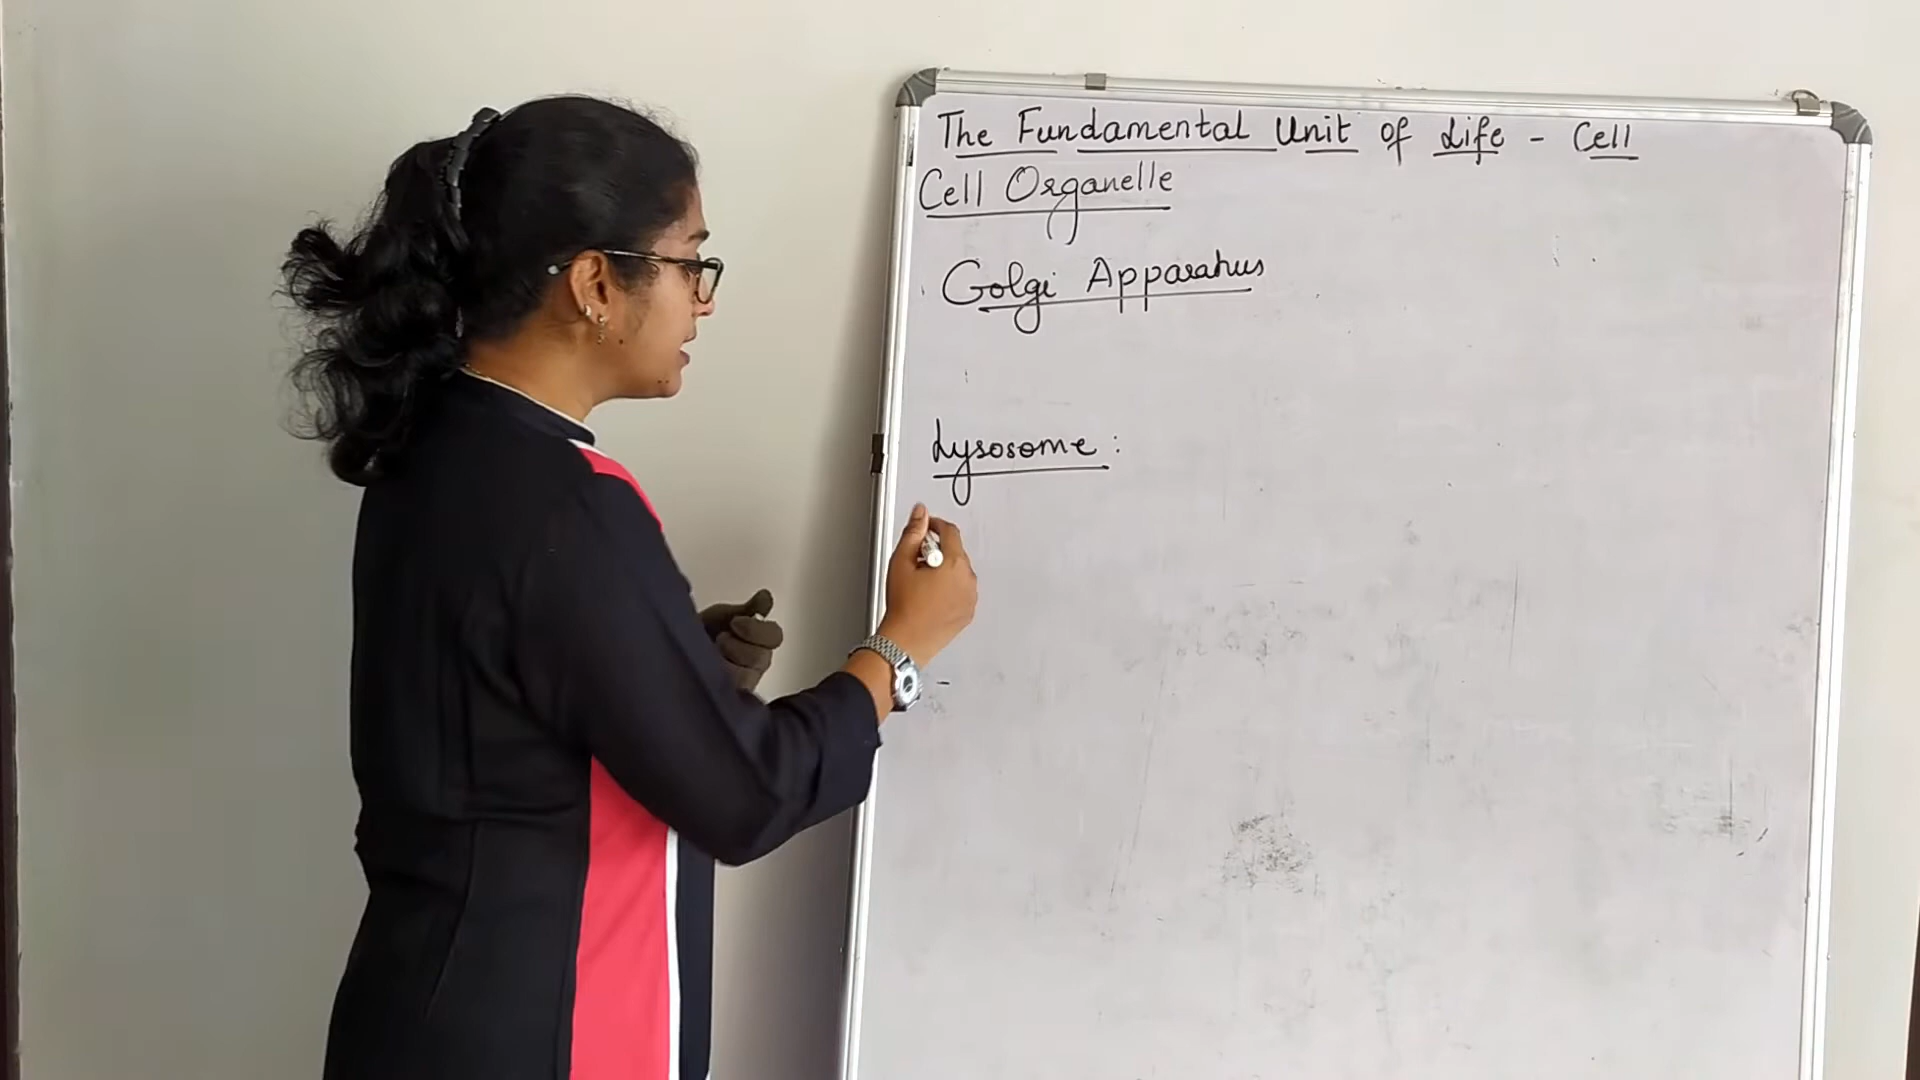 The Fundamental Unit of Life - Cell
Cell Organelle
Golgi Apparatus
Lysosome :
-